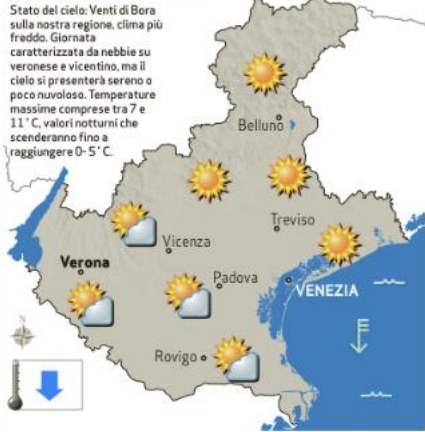 Stato del cielo: Venti di Bora
sulla nostra regione, clima più
freddo. Giornata
caratterizzata da nebbie su
veronese e vicentino, ma il
cielo si presenterà sereno o
poco nuvoloso. Temperature
massime comprese tra 7 e
11°C, valori notturni che
scenderanno fino a
raggiungere 0-5°C.
Belluno
Treviso
Vicenza
Verona
Padova
VENEZIA
Rovigo